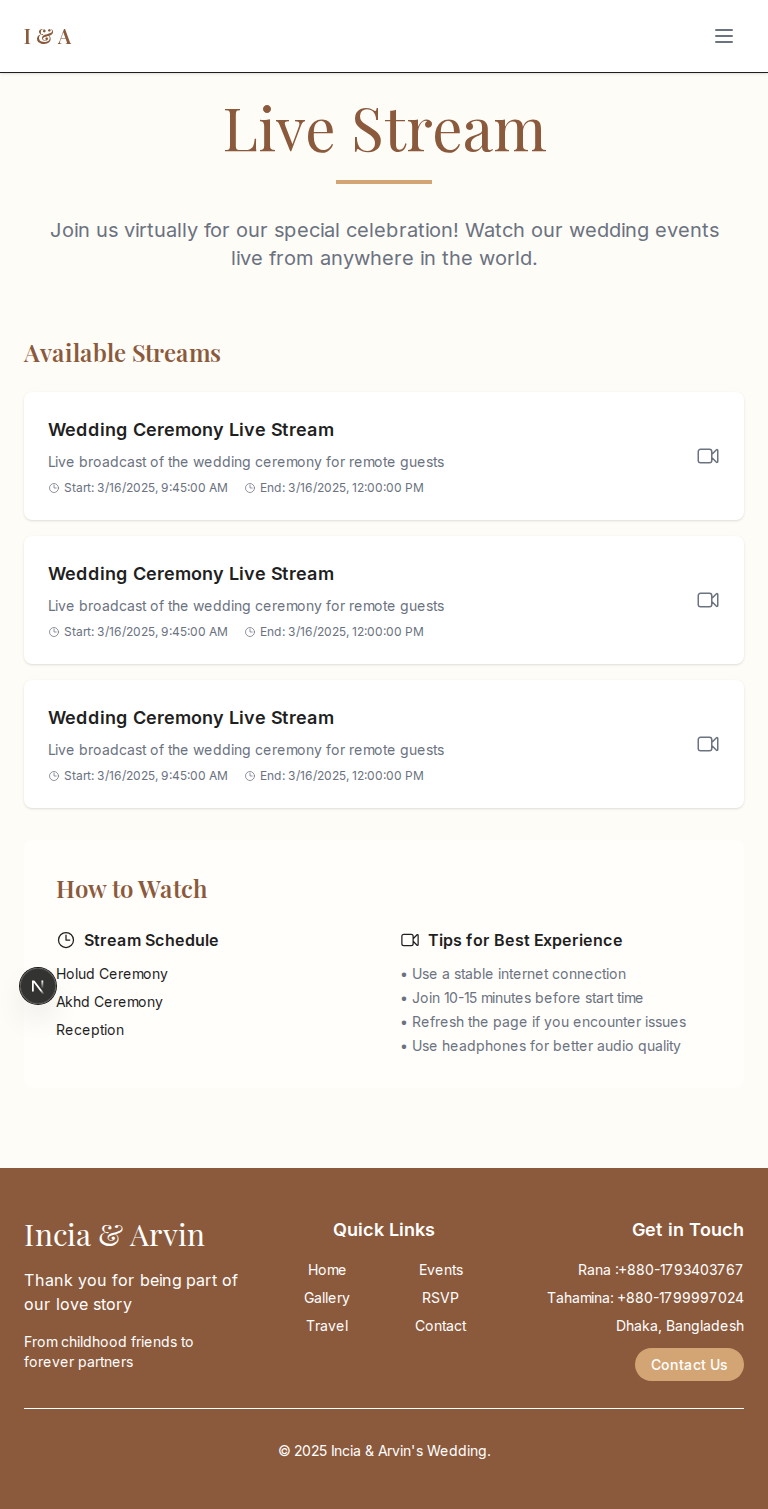 I & A
Live Stream
Join us virtually for our special celebration! Watch our wedding events
live from anywhere in the world.
Available Streams
Wedding Ceremony Live Stream
Live broadcast of the wedding ceremony for remote guests
Start: 3/16/2025, 9:45:00 AM End: 3/16/2025, 12:00:00 PM
Wedding Ceremony Live Stream
Live broadcast of the wedding ceremony for remote guests
Start: 3/16/2025, 9:45:00 AM End: 3/16/2025, 12:00:00 PM
Wedding Ceremony Live Stream
Live broadcast of the wedding ceremony for remote guests
Start: 3/16/2025, 9:45:00 AM End: 3/16/2025, 12:00:00 PM
How to Watch
Stream Schedule
Holud Ceremony
Akhd Ceremony
Reception
N
Tips for Best Experience
• Use a stable internet connection
• Join 10-15 minutes before start time
• Refresh the page if you encounter issues
• Use headphones for better audio quality
Incia & Arvin
Thank you for being part of
our love story
From childhood friends to
forever partners
Quick Links
Home Events
Gallery RSVP
Travel Contact
Get in Touch
Rana :+880-1793403767
Tahamina: +880-1799997024
Dhaka, Bangladesh
Contact Us
© 2025 Incia & Arvin's Wedding.